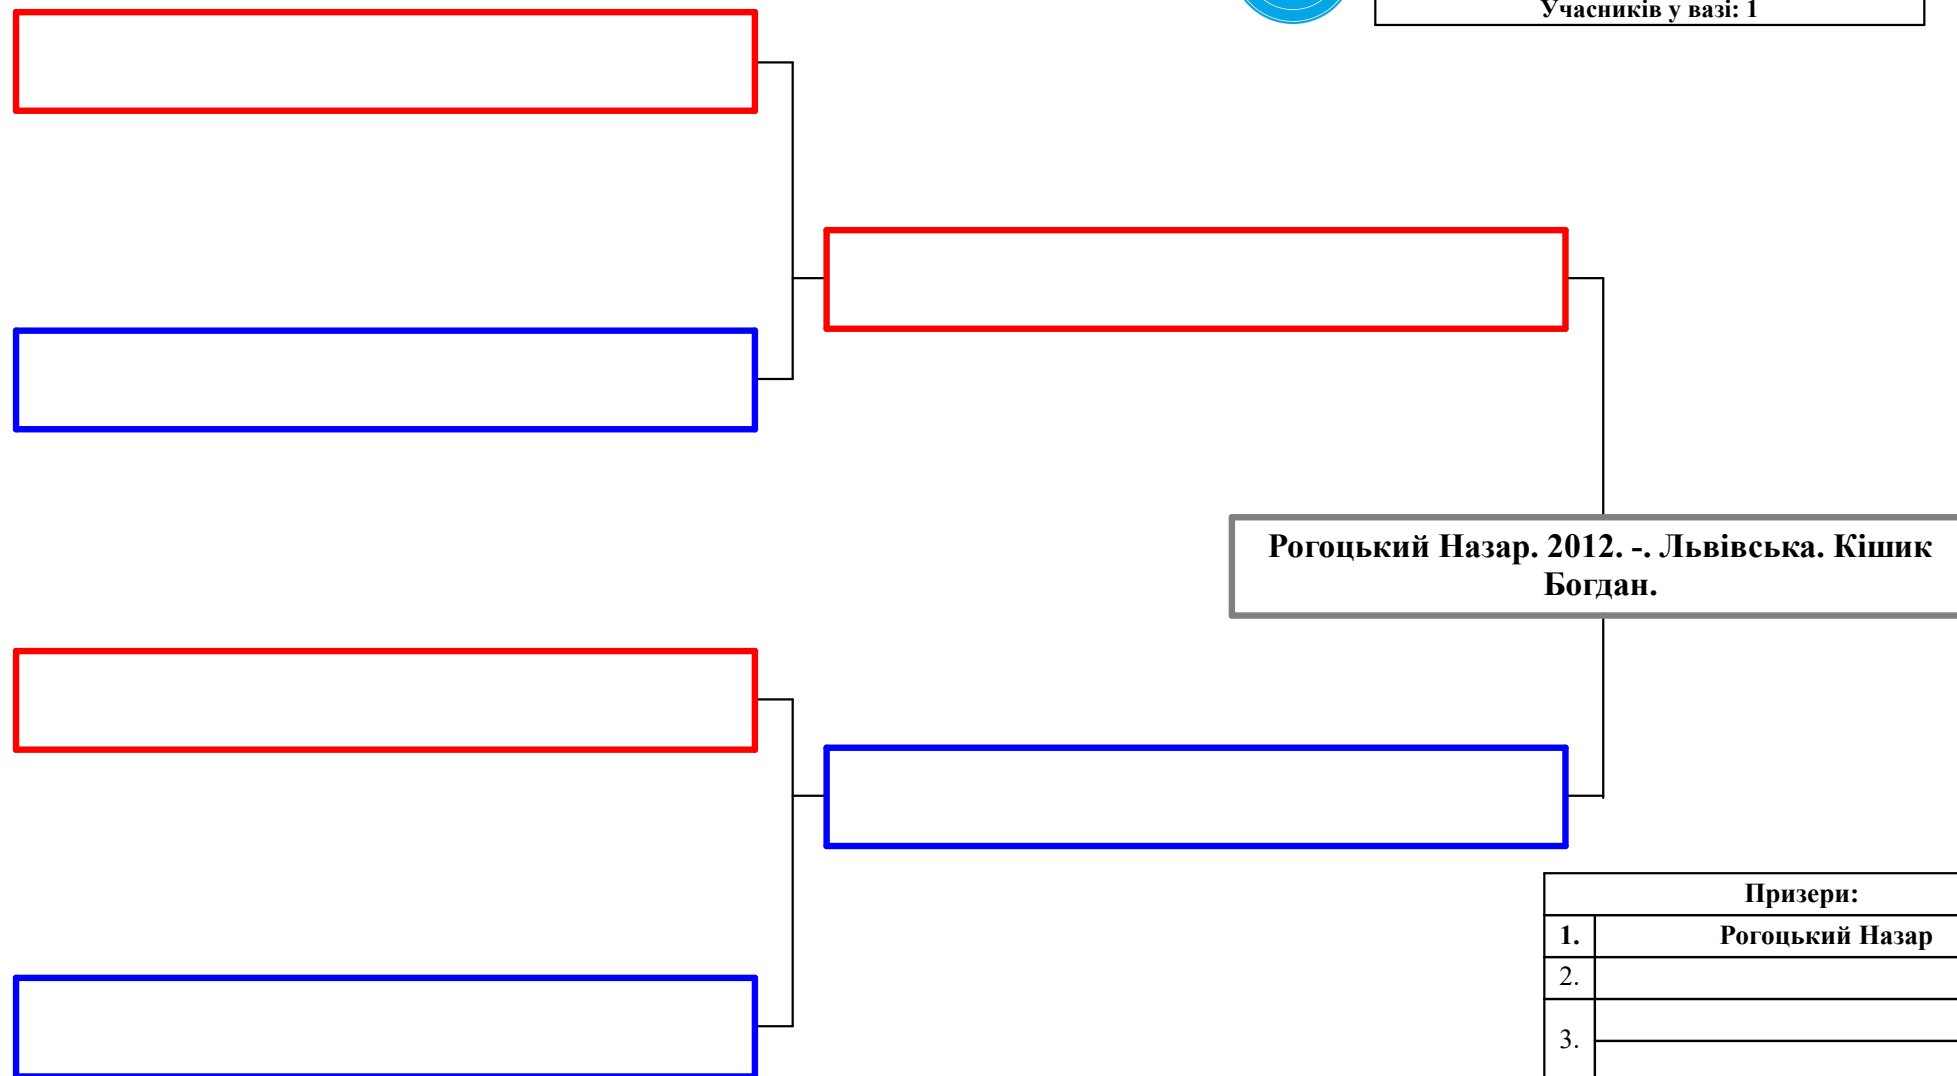 Учасників у вазі: 1
Рогоцький Назар. 2012. -. Львівська. Кішик
Богдан.
Призери:
1. Рогоцький Назар
2.
3.